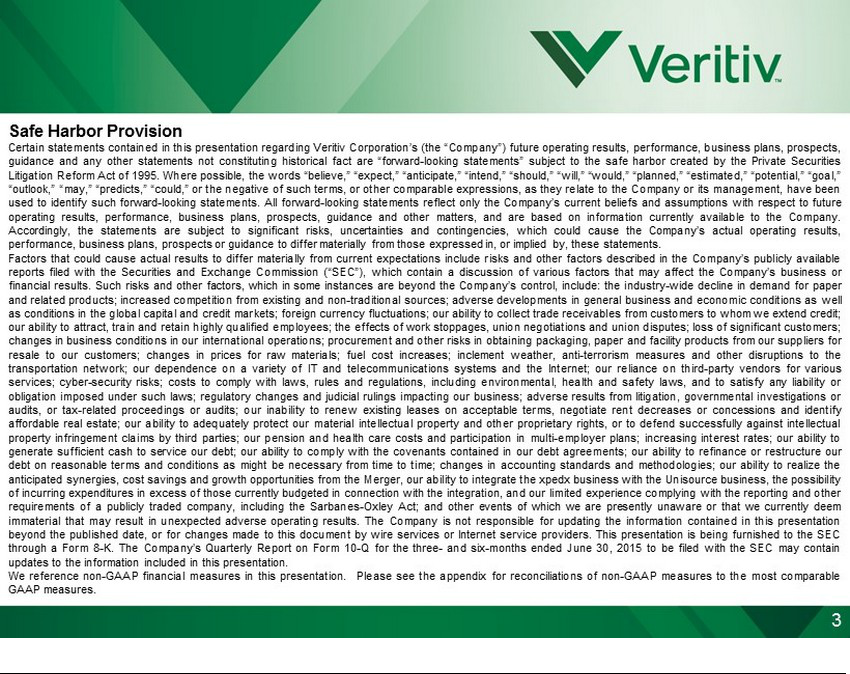 Veritiv™
Safe Harbor Provision
Certain statements contained in this presentation regarding Veritiv Corporation’s (the “Company”) future operating results, performance, business plans, prospects,
guidance and any other statements not constituting historical fact are “forward-looking statements” subject to the safe harbor created by the Private Securities
Litigation Reform Act of 1995. Where possible, the words “believe,” “expect,” “anticipate,” “intend,” “should,” “will,” “would,” “planned,” “estimated,” “potential,” “goal,”
“outlook,” “may,” “predicts,” “could,” or the negative of such terms, or other comparable expressions, as they relate to the Company or its management, have been
used to identify such forward-looking statements. All forward-looking statements reflect only the Company’s current beliefs and assumptions with respect to future
operating results, performance, business plans, prospects, guidance and other matters, and are based on information currently available to the Company.
Accordingly, the statements are subject to significant risks, uncertainties and contingencies, which could cause the Company’s actual operating results,
performance, business plans, prospects or guidance to differ materially from those expressed in, or implied by, these statements.
Factors that could cause actual results to differ materially from current expectations include risks and other factors described in the Company’s publicly available
reports filed with the Securities and Exchange Commission (“SEC”), which contain a discussion of various factors that may affect the Company’s business or
financial results. Such risks and other factors, which in some instances are beyond the Company’s control, include: the industry-wide decline in demand for paper
and related products; increased competition from existing and non-traditional sources; adverse developments in general business and economic conditions as well
as conditions in the global capital and credit markets; foreign currency fluctuations; our ability to collect trade receivables from customers to whom we extend credit;
our ability to attract, train and retain highly qualified employees; the effects of work stoppages, union negotiations and union disputes; loss of significant customers;
changes in business conditions in our international operations; procurement and other risks in obtaining packaging, paper and facility products from our suppliers for
resale to our customers; changes in prices for raw materials; fuel cost increases; inclement weather, anti-terrorism measures and other disruptions to the
transportation network; our dependence on a variety of IT and telecommunications systems and the Internet; our reliance on third-party vendors for various
services; cyber-security risks; costs to comply with laws, rules and regulations, including environmental, health and safety laws, and to satisfy any liability or
obligation imposed under such laws; regulatory changes and judicial rulings impacting our business; adverse results from litigation, governmental investigations or
audits, or tax-related proceedings or audits; our inability to renew existing leases on acceptable terms, negotiate rent decreases or concessions and identify
affordable real estate; our ability to adequately protect our material intellectual property and other proprietary rights, or to defend successfully against intellectual
property infringement claims by third parties; our pension and health care costs and participation in multi-employer plans; increasing interest rates; our ability to
generate sufficient cash to service our debt; our ability to comply with the covenants contained in our debt agreements; our ability to refinance or restructure our
debt on reasonable terms and conditions as might be necessary from time to time; changes in accounting standards and methodologies; our ability to realize the
anticipated synergies, cost savings and growth opportunities from the Merger, our ability to integrate the xpedx business with the Unisource business, the possibility
of incurring expenditures in excess of those currently budgeted in connection with the integration, and our limited experience complying with the reporting and other
requirements of a publicly traded company, including the Sarbanes-Oxley Act; and other events of which we are presently unaware or that we currently deem
immaterial that may result in unexpected adverse operating results. The Company is not responsible for updating the information contained in this presentation
beyond the published date, or for changes made to this document by wire services or Internet service providers. This presentation is being furnished to the SEC
through a Form 8-K. The Company’s Quarterly Report on Form 10-Q for the three- and six-months ended June 30, 2015 to be filed with the SEC may contain
updates to the information included in this presentation.
We reference non-GAAP financial measures in this presentation. Please see the appendix for reconciliations of non-GAAP measures to the most comparable
GAAP measures.
3